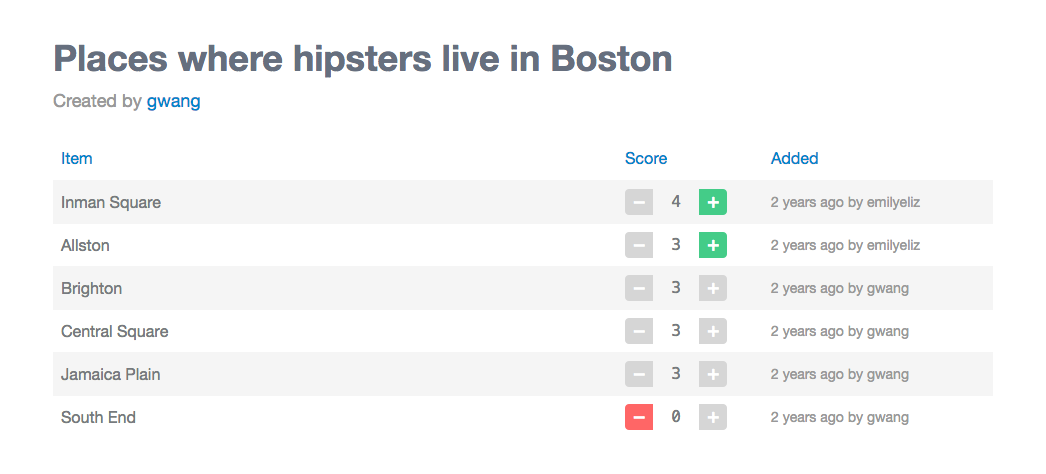 Places where hipsters live in Boston
Created by gwang
Item Score Added
Inman Square − 4 + 2 years ago by emilyeliz
Allston − 3 + 2 years ago by emilyeliz
Brighton − 3 + 2 years ago by gwang
Central Square − 3 + 2 years ago by gwang
Jamaica Plain − 3 + 2 years ago by gwang
South End − 0 + 2 years ago by gwang